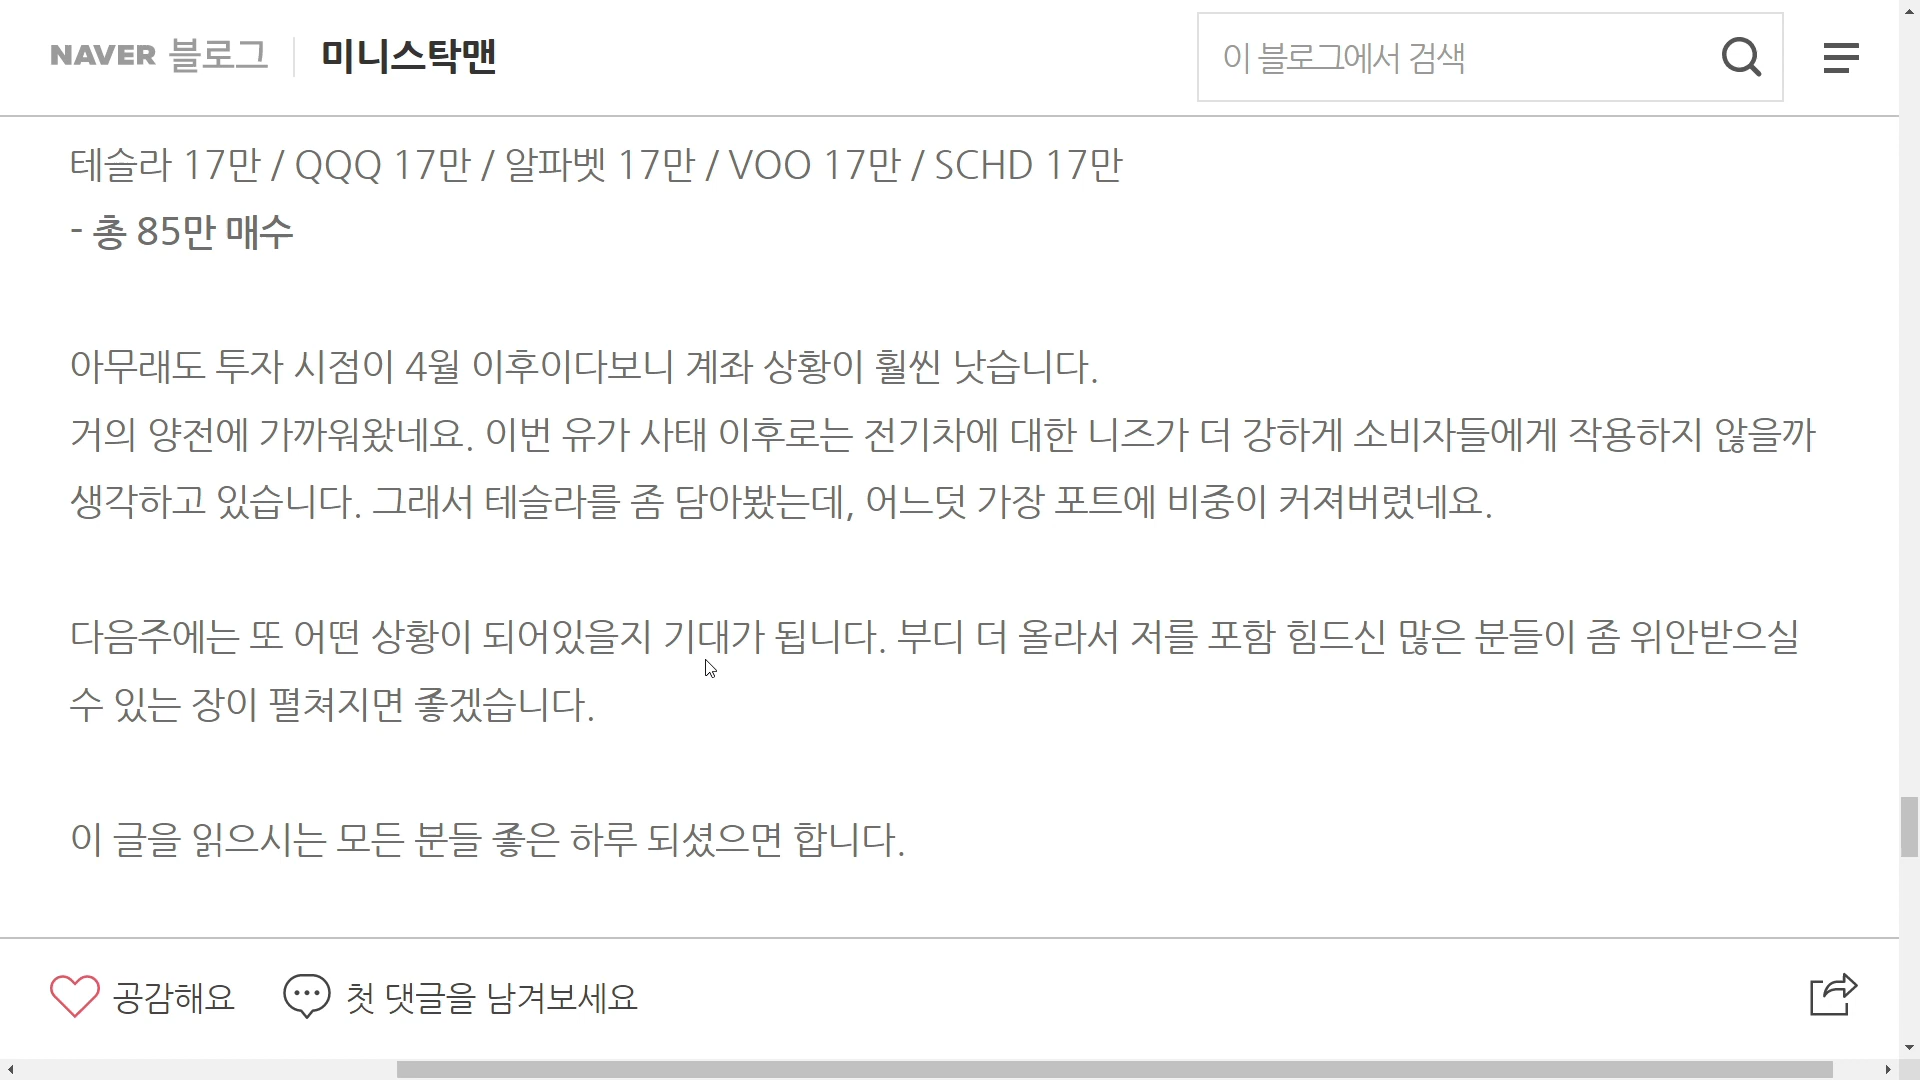 NAVER 블로그 미니스탁맨
이 블로그에서 검색
테슬라 17만 / QQQ 17만 / 알파벳 17만 / VOO 17만 / SCHD 17만
- 총 85만 매수
아무래도 투자 시점이 4월 이후이다보니 계좌 상황이 훨씬 낫습니다.
거의 양전에 가까워왔네요. 이번 유가 사태 이후로는 전기차에 대한 니즈가 더 강하게 소비자들에게 작용하지 않을까
생각하고 있습니다. 그래서 테슬라를 좀 담아봤는데, 어느덧 가장 포트에 비중이 커져버렸네요.
다음주에는 또 어떤 상황이 되어있을지 기대가 됩니다. 부디 더 올라서 저를 포함 힘드신 많은 분들이 좀 위안받으실
수 있는 장이 펼쳐지면 좋겠습니다.
이 글을 읽으시는 모든 분들 좋은 하루 되셨으면 합니다.
공감해요 첫 댓글을 남겨보세요